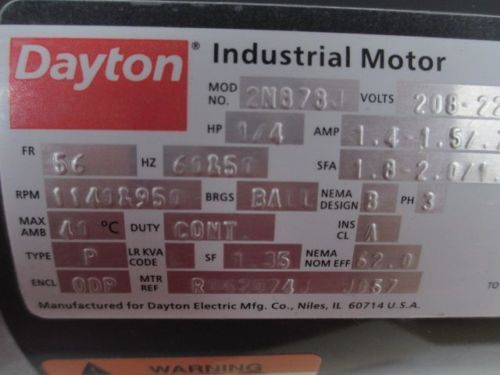 Dayton® Industrial Motor
MOD NO. 2N878J VOLTS 208-22
HP 1/4 AMP 1.4-1.5/.
FR 56 HZ 60&50 SFA 1.8-2.0/1.
RPM 1140&950 BRGS BALL NEMA DESIGN B PH 3
MAX AMB 40 °C DUTY CONT. INS CL A
TYPE P LR KVA CODE SF 1.35 NEMA NOM EFF 62.0
ENCL ODP MTR REF
Manufactured for Dayton Electric Mfg. Co., Niles, IL 60714 U.S.A.
TO
WARNING